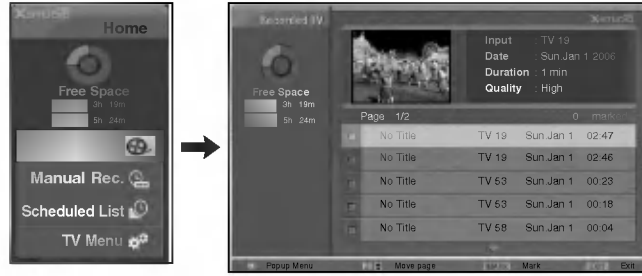 Home
Free Space
3h 19m
5h 24m
Manual Rec.
Scheduled List
TV Menu
Recorded TV
Free Space
3h 19m
5h 24m
Input : TV 19
Date : Sun.Jan 1 2006
Duration : 1 min
Quality : High
Page 1/2 0
No Title TV 19 Sun.Jan 1 02:47
No Title TV 19 Sun.Jan 1 02:46
No Title TV 53 Sun.Jan 1 00:23
No Title TV 53 Sun.Jan 1 00:18
No Title TV 58 Sun.Jan 1 00:04
Popup Menu Move page Mark Exit